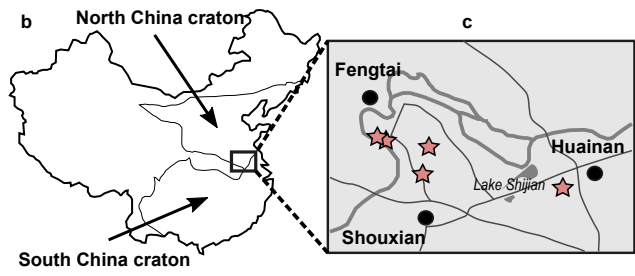 b
North China craton
South China craton
c
Fengtai
Huainan
Lake Shijian
Shouxian